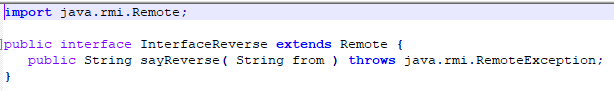 import java.rmi.Remote;
public interface InterfaceReverse extends Remote {
public String sayReverse( String from ) throws java.rmi.RemoteException;
}